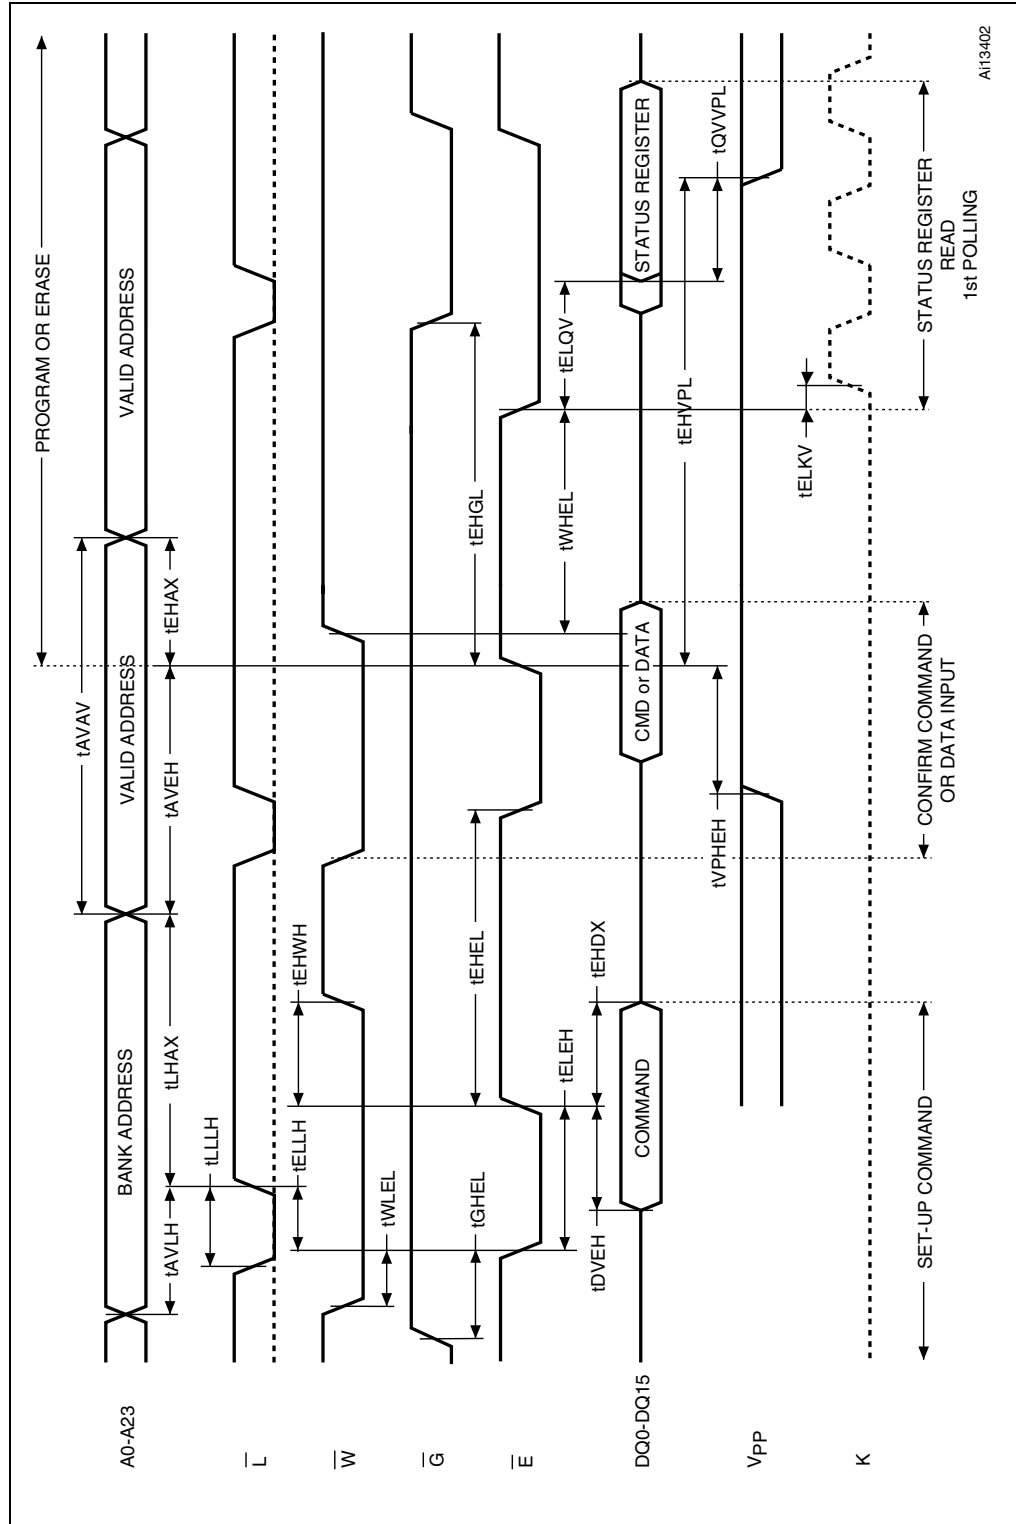 PROGRAM OR ERASE
tAVAV
A0-A23
BANK ADDRESS
VALID ADDRESS
VALID ADDRESS
tAVLH
tLHAX
tAVEH
tEHAX
tLLLH
L
tELLH
tEHWH
W
tWLEL
G
tGHEL
tEHEL
tEHGL
E
tELEH
tWHEL
tELQV
tDVEH
tEHDX
DQ0-DQ15
COMMAND
CMD or DATA
STATUS REGISTER
tEHVPL
tVPHEH
tQVVPL
VPP
tELKV
K
SET-UP COMMAND
CONFIRM COMMAND
OR DATA INPUT
STATUS REGISTER
READ
1st POLLING
Ai13402